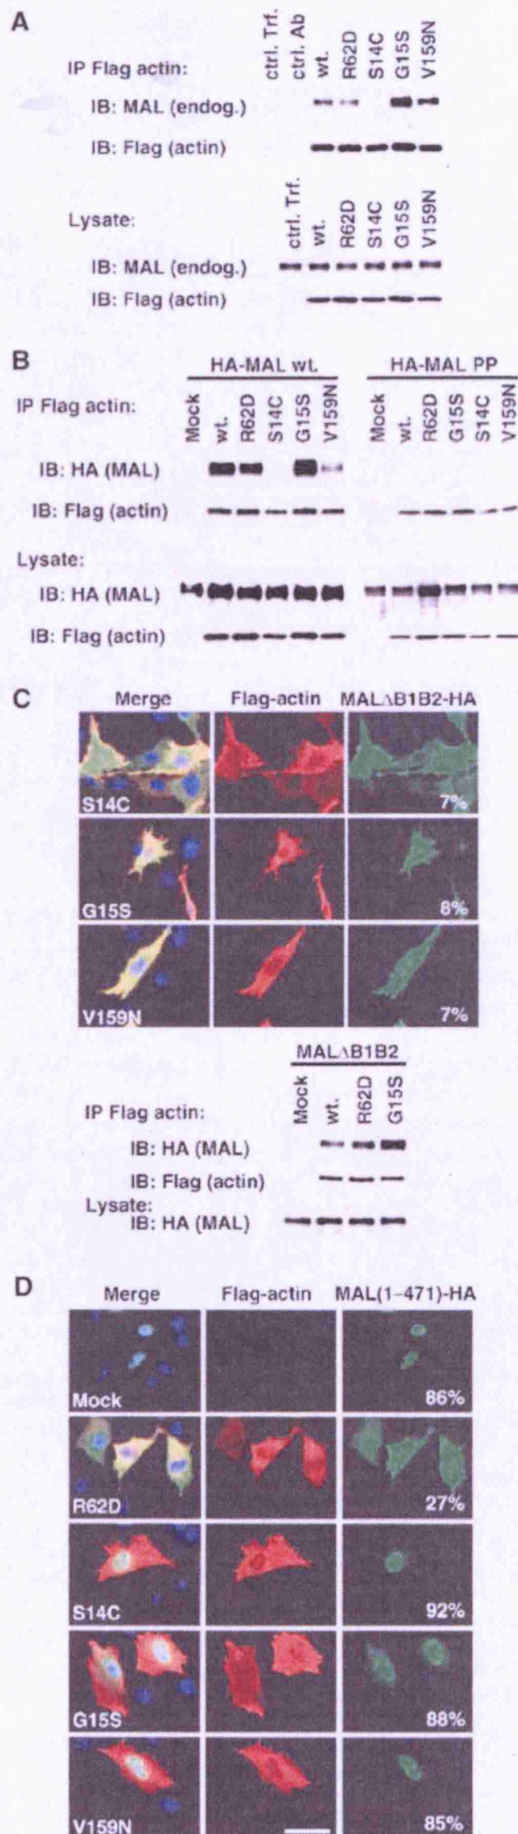 A
ctrl. Trf.
ctrl. Ab
wt.
R62D
S14C
G15S
V159N
IP Flag actin:
IB: MAL (endog.)
IB: Flag (actin)
ctrl. Trf.
wt.
R62D
S14C
G15S
V159N
Lysate:
IB: MAL (endog.)
IB: Flag (actin)
B
HA-MAL wt. HA-MAL PP
IP Flag actin:
Mock
wt.
R62D
S14C
G15S
V159N
Mock
wt.
R62D
G15S
S14C
V159N
IB: HA (MAL)
IB: Flag (actin)
Lysate:
IB: HA (MAL)
IB: Flag (actin)
C
Merge Flag-actin MAL∆B1B2-HA
S14C 7%
G15S 8%
V159N 7%
MAL∆B1B2
Mock
wt.
R62D
G15S
IP Flag actin:
IB: HA (MAL)
IB: Flag (actin)
Lysate:
IB: HA (MAL)
D
Merge Flag-actin MAL(1–471)-HA
Mock 86%
R62D 27%
S14C 92%
G15S 88%
V159N 85%